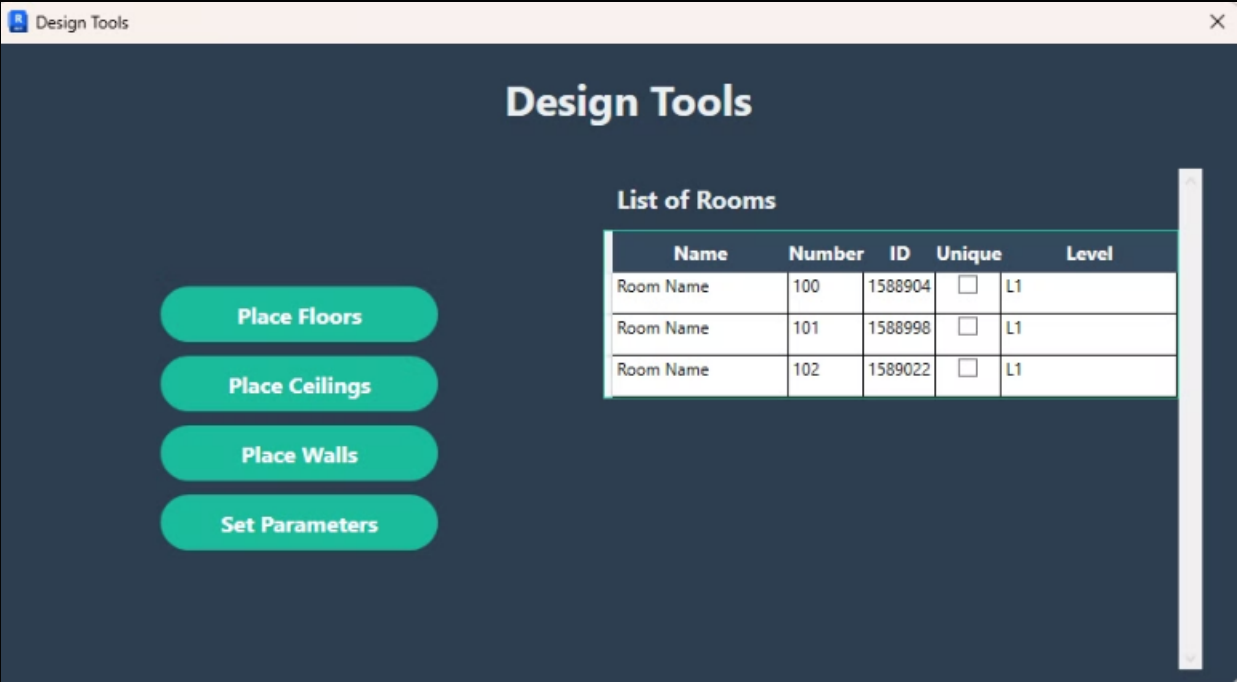 Design Tools
Design Tools
Place Floors
Place Ceilings
Place Walls
Set Parameters
List of Rooms
Name Number ID Unique Level
Room Name 100 1588904 L1
Room Name 101 1588998 L1
Room Name 102 1589022 L1